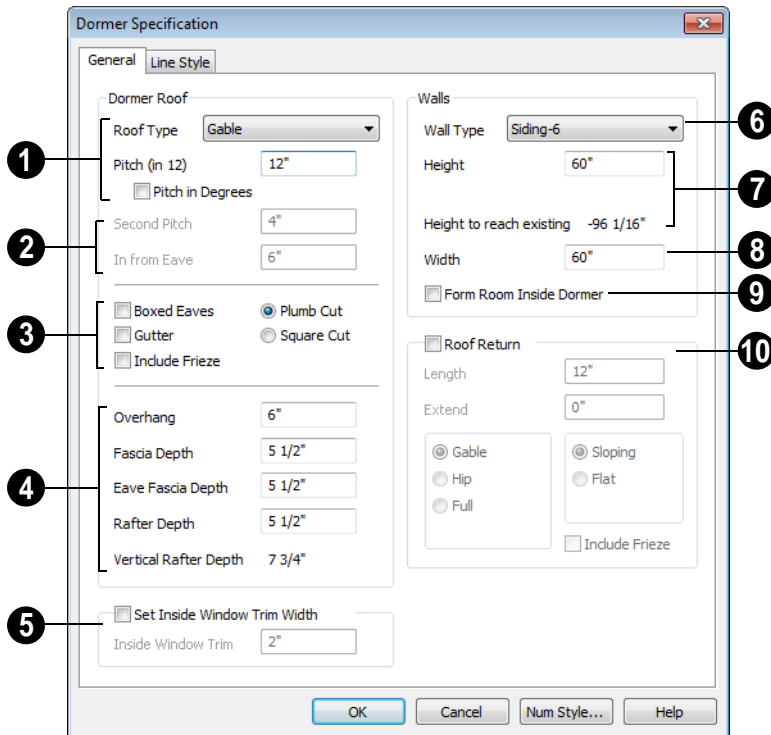 Dormer Specification
General
Line Style
Dormer Roof
1
Roof Type
Gable
Pitch (in 12)
12"
Pitch in Degrees
2
Second Pitch
4"
In from Eave
6"
3
Boxed Eaves
Plumb Cut
Gutter
Square Cut
Include Frieze
4
Overhang
6"
Fascia Depth
5 1/2"
Eave Fascia Depth
5 1/2"
Rafter Depth
5 1/2"
Vertical Rafter Depth
7 3/4"
5
Set Inside Window Trim Width
Inside Window Trim
2"
Walls
Wall Type
Siding-6
6
Height
60"
7
Height to reach existing
-96 1/16"
Width
60"
8
Form Room Inside Dormer
9
Roof Return
10
Length
12"
Extend
0"
Gable
Hip
Full
Sloping
Flat
Include Frieze
OK
Cancel
Num Style...
Help